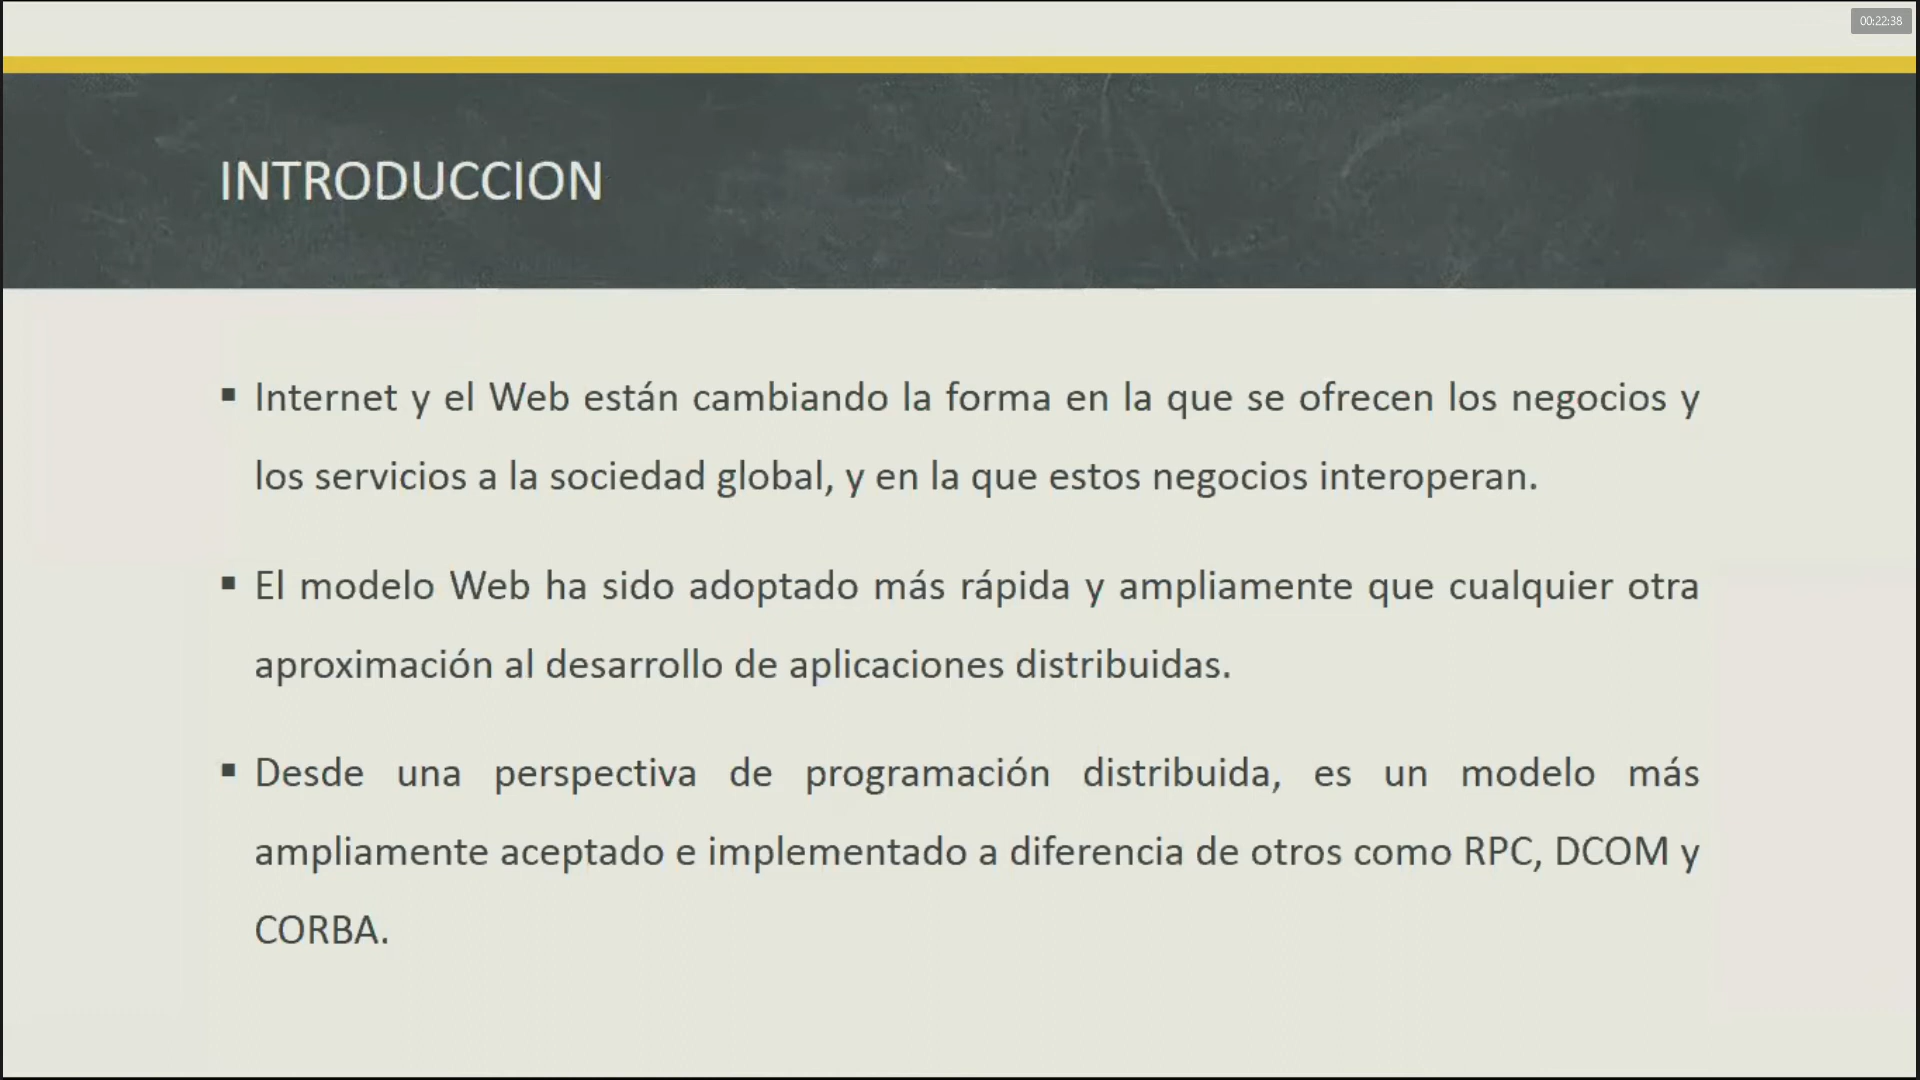 00:22:38
INTRODUCCION
▪ Internet y el Web están cambiando la forma en la que se ofrecen los negocios y
los servicios a la sociedad global, y en la que estos negocios interoperan.
▪ El modelo Web ha sido adoptado más rápida y ampliamente que cualquier otra
aproximación al desarrollo de aplicaciones distribuidas.
▪ Desde una perspectiva de programación distribuida, es un modelo más
ampliamente aceptado e implementado a diferencia de otros como RPC, DCOM y
CORBA.